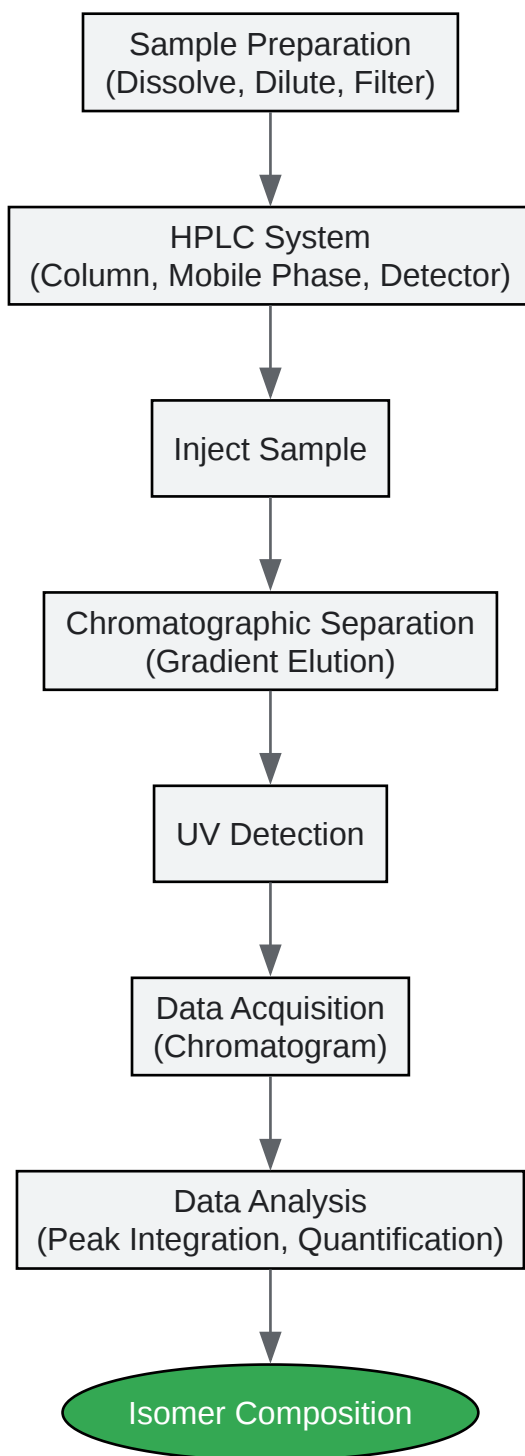 Sample Preparation
(Dissolve, Dilute, Filter)
HPLC System
(Column, Mobile Phase, Detector)
Inject Sample
Chromatographic Separation
(Gradient Elution)
UV Detection
Data Acquisition
(Chromatogram)
Data Analysis
(Peak Integration, Quantification)
Isomer Composition